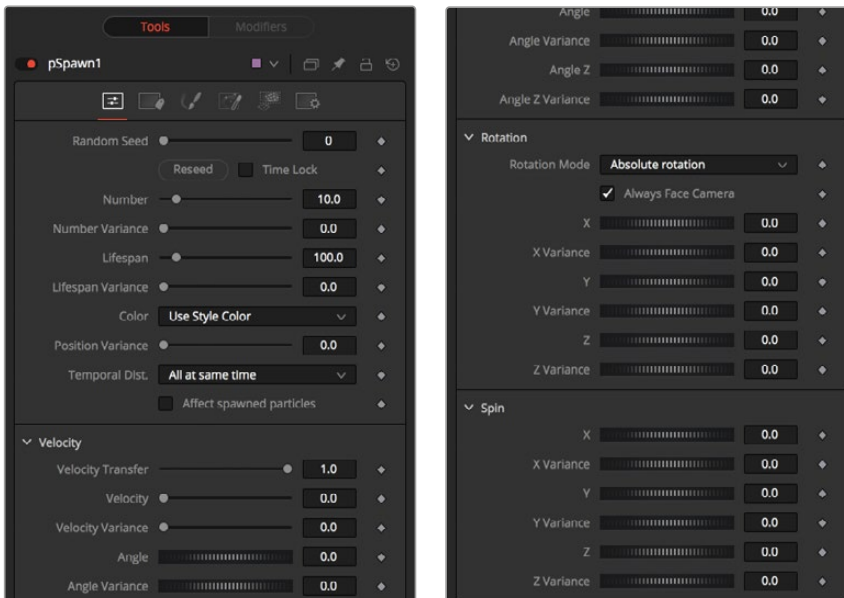 Tools Modifiers
pSpawn1
Random Seed 0
Reseed Time Lock
Number 10.0
Number Variance 0.0
Lifespan 100.0
Lifespan Variance 0.0
Color Use Style Color
Position Variance 0.0
Temporal Dist. All at same time
Affect spawned particles
Velocity
Velocity Transfer 1.0
Velocity 0.0
Velocity Variance 0.0
Angle 0.0
Angle Variance 0.0
Angle 0.0
Angle Variance 0.0
Angle Z 0.0
Angle Z Variance 0.0
Rotation
Rotation Mode Absolute rotation
Always Face Camera
X 0.0
X Variance 0.0
Y 0.0
Y Variance 0.0
Z 0.0
Z Variance 0.0
Spin
X 0.0
X Variance 0.0
Y 0.0
Y Variance 0.0
Z 0.0
Z Variance 0.0